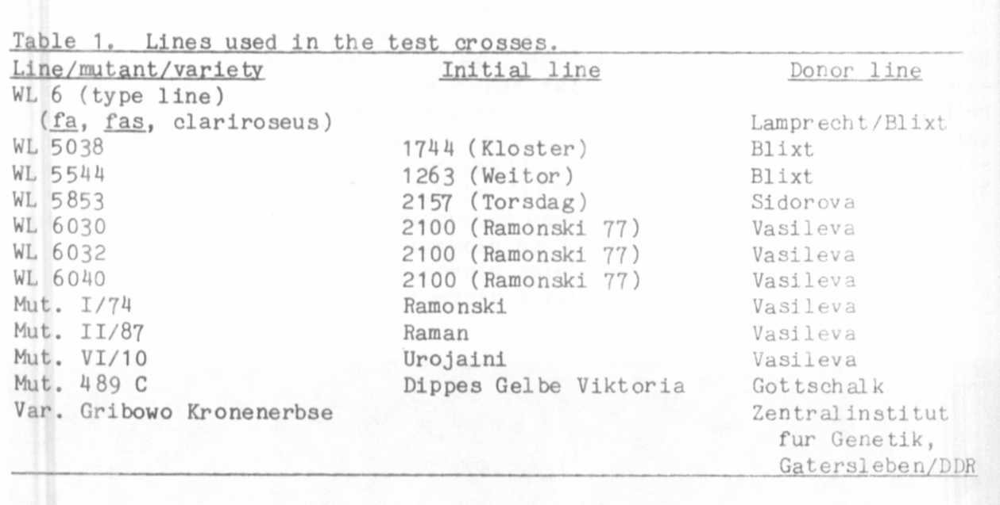 Table 1. Lines used in the test crosses.
Line/mutant/variety Initial line Donor line
WL 6 (type line)
(fa, fas, clariroseus) Lamprecht/Blixt
WL 5038 1744 (Kloster) Blixt
WL 5544 1263 (Weitor) Blixt
WL 5853 2157 (Torsdag) Sidorova
WL 6030 2100 (Ramonski 77) Vasileva
WL 6032 2100 (Ramonski 77) Vasileva
WL 6040 2100 (Ramonski 77) Vasileva
Mut. I/74 Ramonski Vasileva
Mut. II/87 Raman Vasileva
Mut. VI/10 Urojaini Vasileva
Mut. 489 C Dippes Gelbe Viktoria Gottschalk
Var. Gribowo Kronenerbse Zentralinstitut
fur Genetik,
Gatersleben/DDR